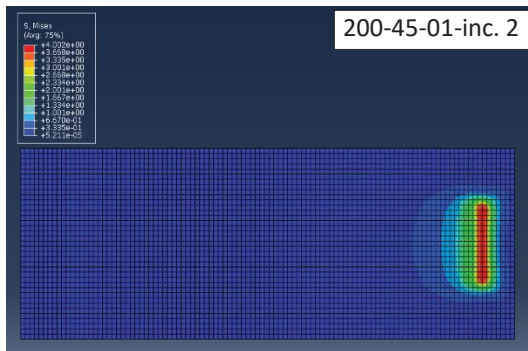 200-45-01-inc. 2
S, Mises
(Avg: 75%)
+4.002e+00
+3.668e+00
+3.335e+00
+3.001e+00
+2.668e+00
+2.334e+00
+2.001e+00
+1.667e+00
+1.334e+00
+1.001e+00
+6.670e-01
+3.335e-01
+5.211e-05